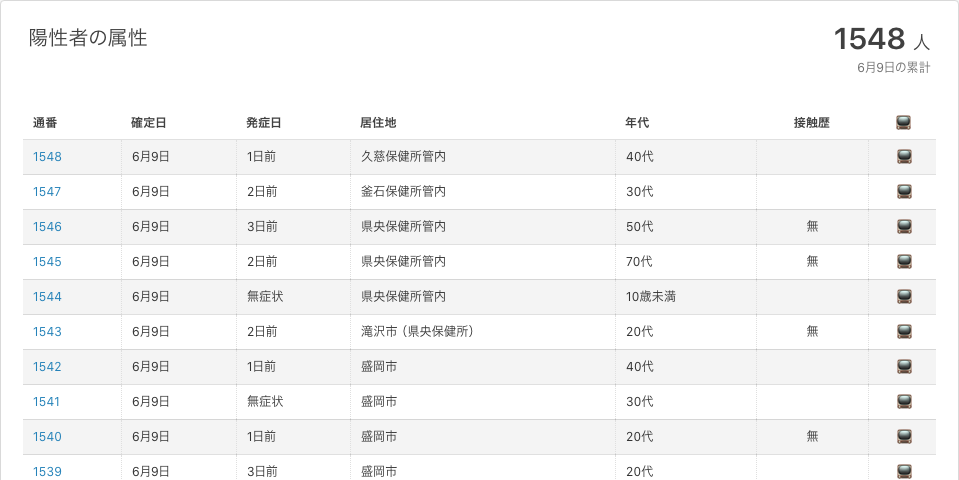 陽性者の属性
1548 人
6月9日の累計
通番 確定日 発症日 居住地 年代 接触歴
1548 6月9日 1日前 久慈保健所管内 40代
1547 6月9日 2日前 釜石保健所管内 30代
1546 6月9日 3日前 県央保健所管内 50代 無
1545 6月9日 2日前 県央保健所管内 70代 無
1544 6月9日 無症状 県央保健所管内 10歳未満
1543 6月9日 2日前 滝沢市（県央保健所） 20代 無
1542 6月9日 1日前 盛岡市 40代
1541 6月9日 無症状 盛岡市 30代
1540 6月9日 1日前 盛岡市 20代 無
1539 6月9日 3日前 盛岡市 20代